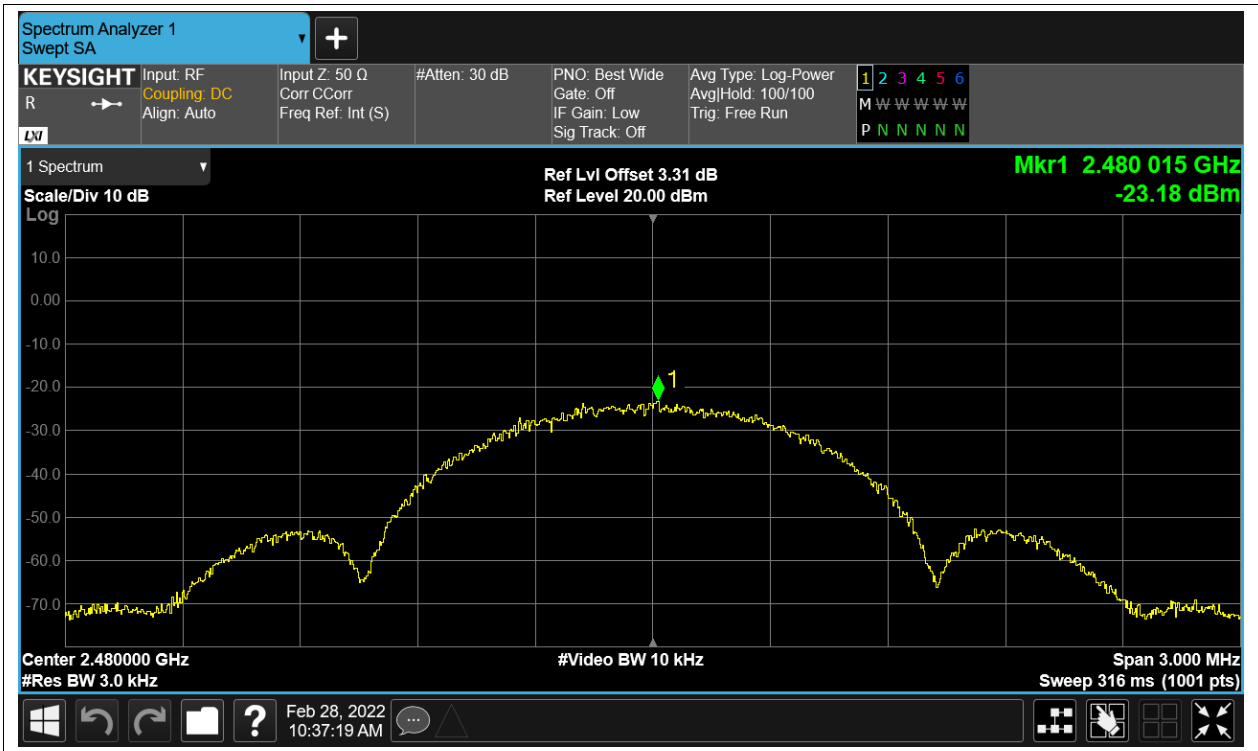 Spectrum Analyzer 1
Swept SA
KEYSIGHT
R
LXI
Input: RF
Coupling: DC
Align: Auto
Input Z: 50 Ω
Corr CCorr
Freq Ref: Int (S)
#Atten: 30 dB
PNO: Best Wide
Gate: Off
IF Gain: Low
Sig Track: Off
Avg Type: Log-Power
Avg|Hold: 100/100
Trig: Free Run
1 2 3 4 5 6
M W W W W W
P N N N N N
1 Spectrum
Scale/Div 10 dB
Log
Ref Lvl Offset 3.31 dB
Ref Level 20.00 dBm
Mkr1 2.480 015 GHz
-23.18 dBm
10.0
0.00
-10.0
-20.0
-30.0
-40.0
-50.0
-60.0
-70.0
1
Center 2.480000 GHz
#Res BW 3.0 kHz
#Video BW 10 kHz
Span 3.000 MHz
Sweep 316 ms (1001 pts)
?
Feb 28, 2022
10:37:19 AM